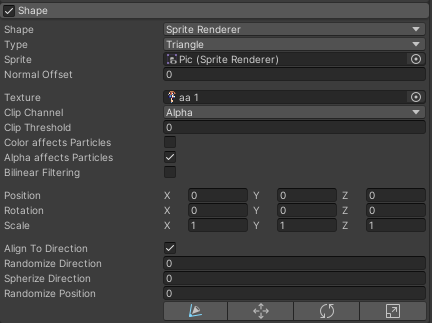 Shape
Shape Sprite Renderer
Type Triangle
Sprite Pic (Sprite Renderer)
Normal Offset 0
Texture aa 1
Clip Channel Alpha
Clip Threshold 0
Color affects Particles
Alpha affects Particles
Bilinear Filtering
Position X 0 Y 0 Z 0
Rotation X 0 Y 0 Z 0
Scale X 1 Y 1 Z 1
Align To Direction
Randomize Direction 0
Spherize Direction 0
Randomize Position 0